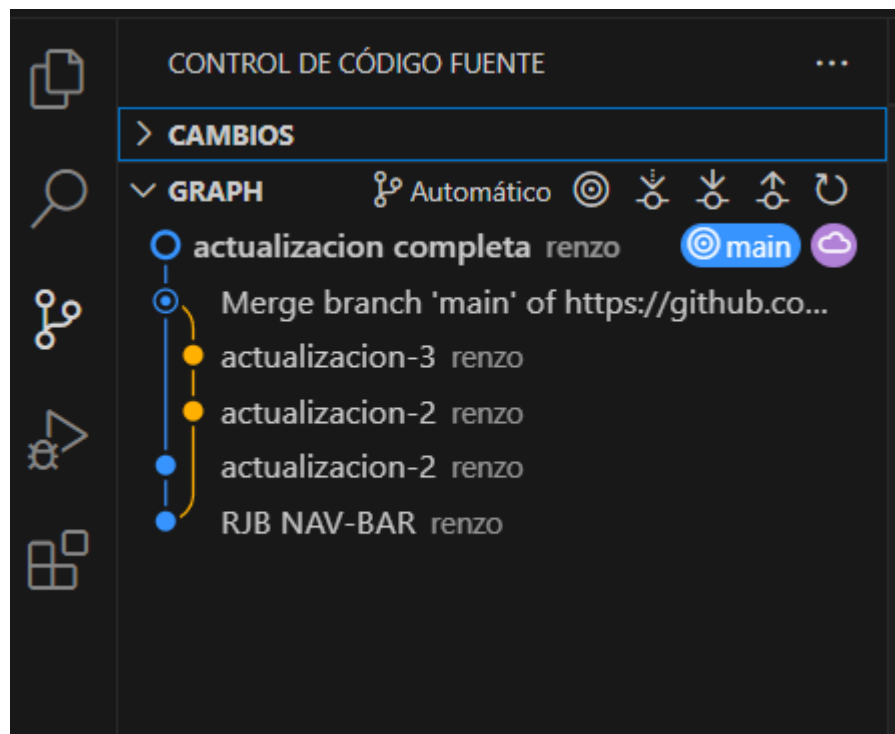 CONTROL DE CÓDIGO FUENTE
CAMBIOS
GRAPH Automático
actualizacion completa renzo main
Merge branch 'main' of https://github.co...
actualizacion-3 renzo
actualizacion-2 renzo
actualizacion-2 renzo
RJB NAV-BAR renzo